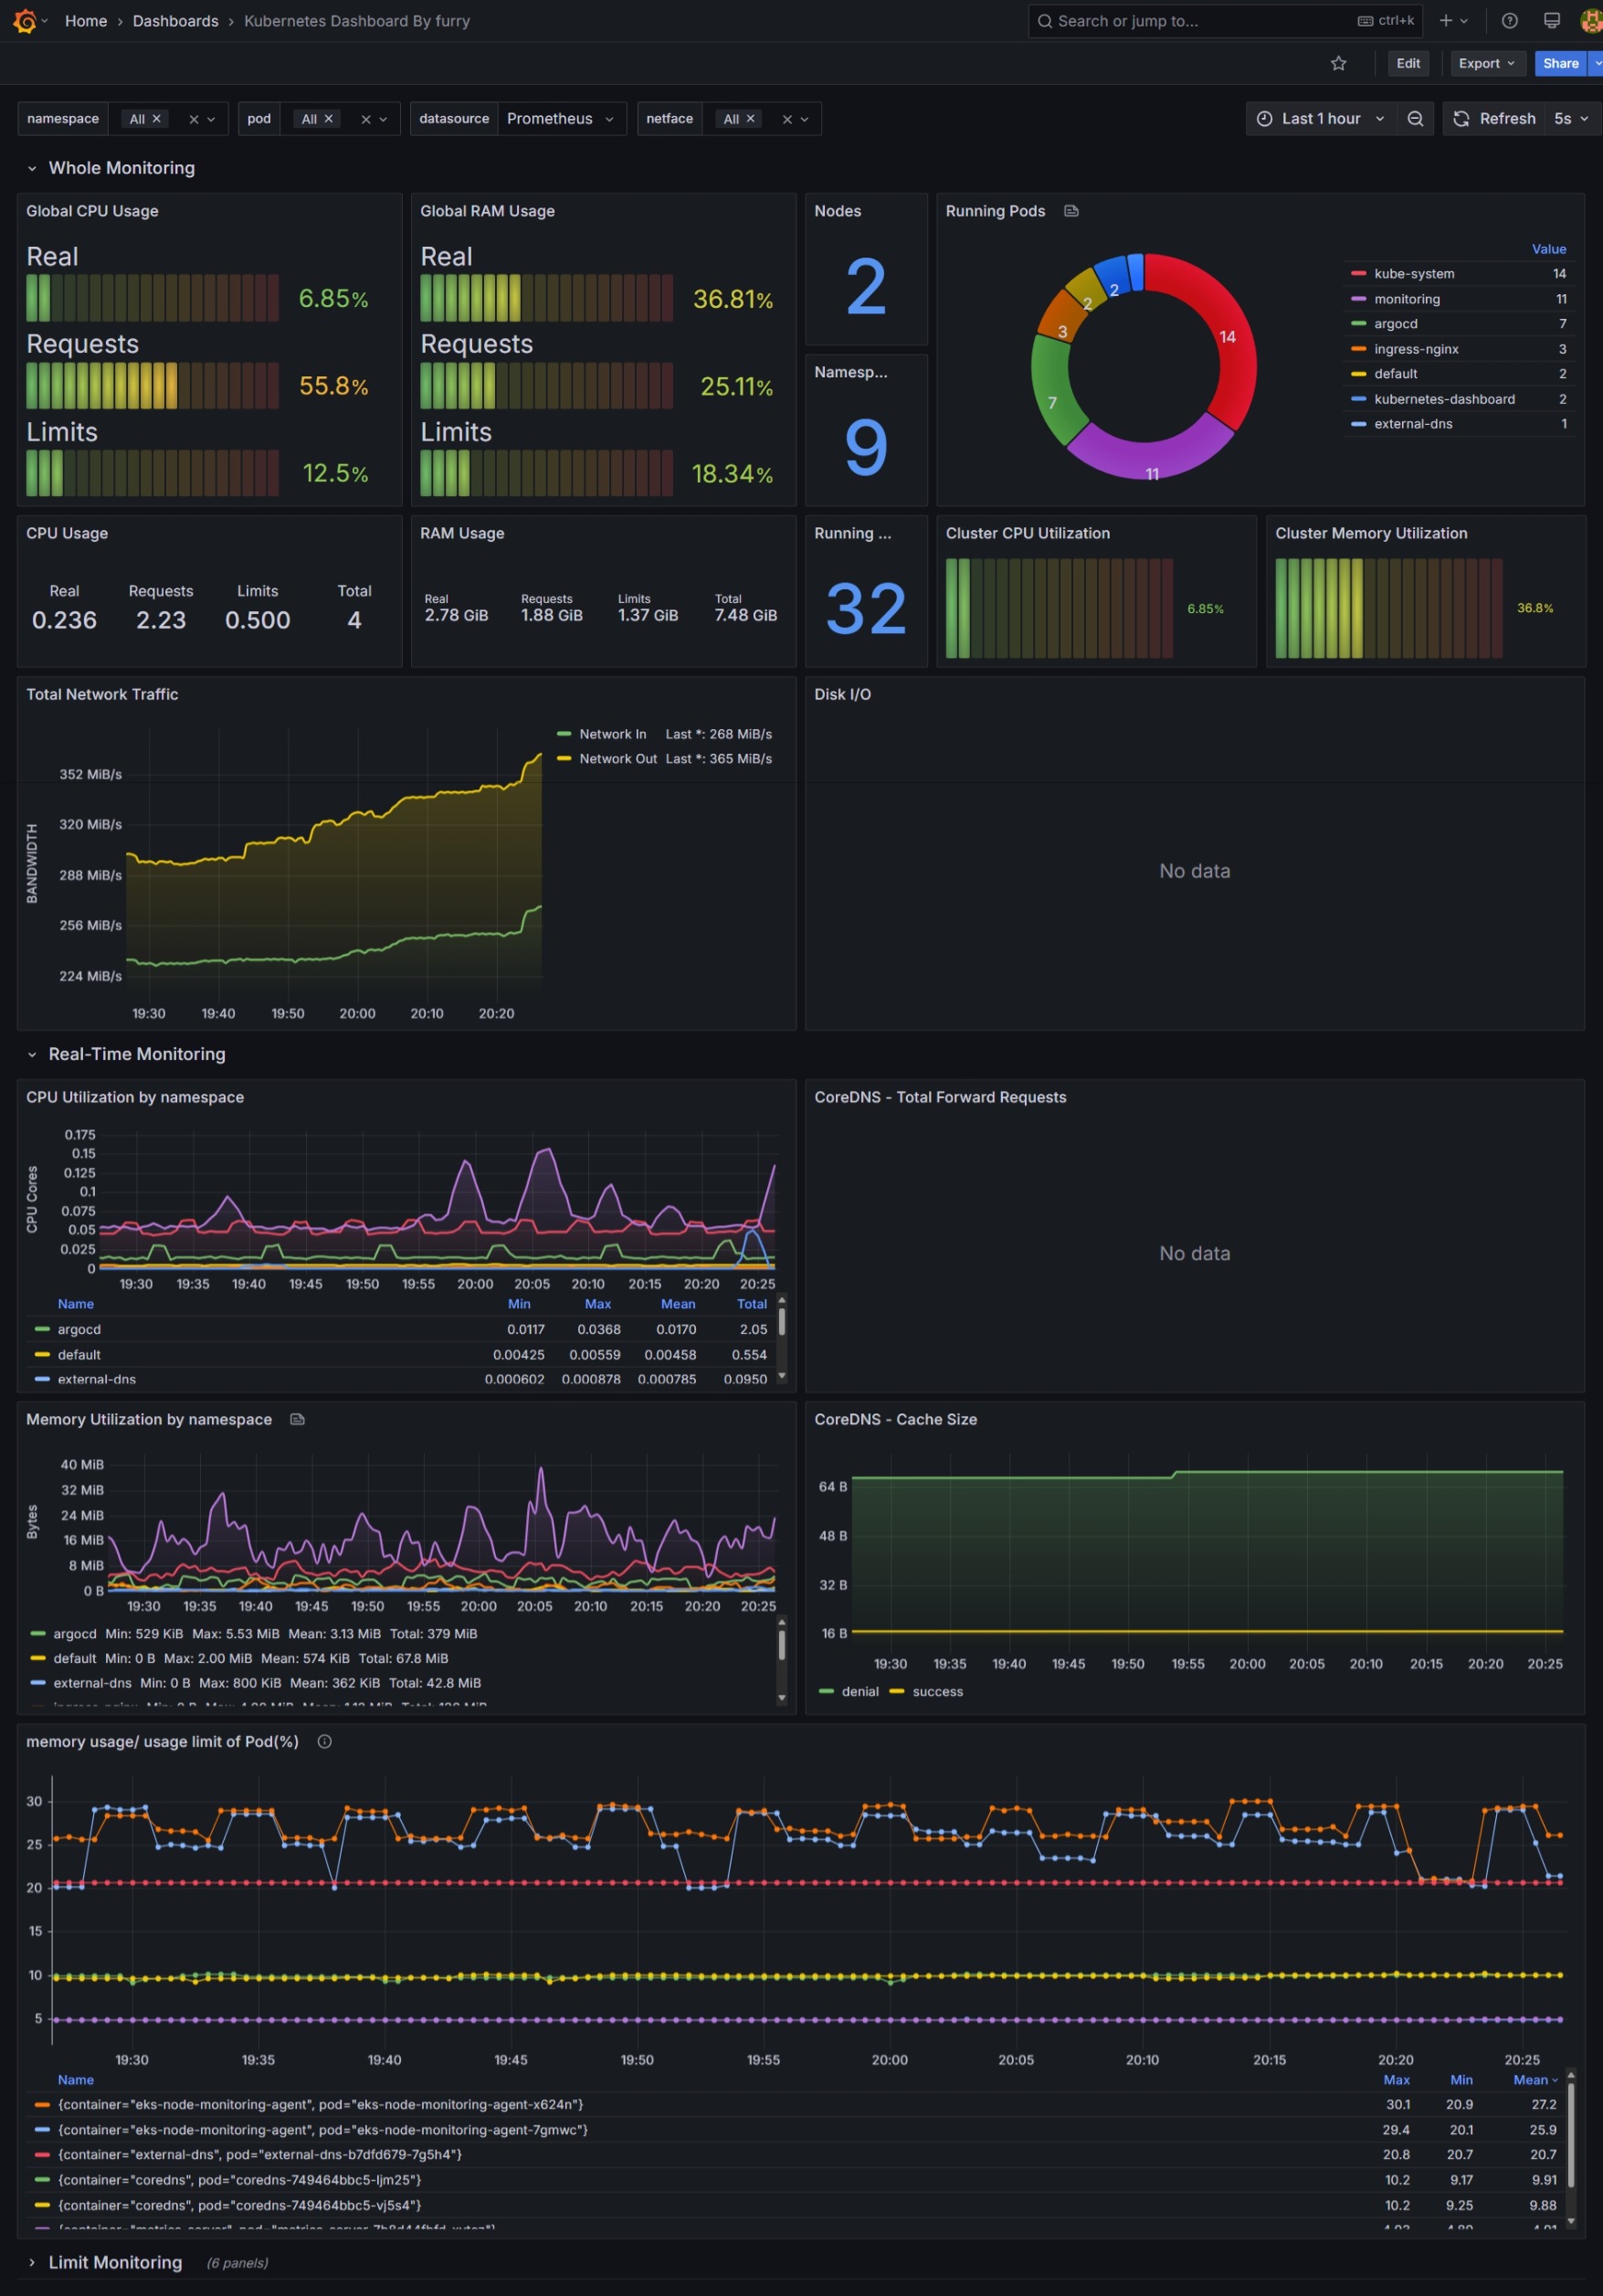 Home › Dashboards › Kubernetes Dashboard By furry
Search or jump to... ctrl+k
Edit Export Share
namespace All pod All datasource Prometheus netface All Last 1 hour Refresh 5s
Whole Monitoring
Global CPU Usage
Real
6.85%
Requests
55.8%
Limits
12.5%
Global RAM Usage
Real
36.81%
Requests
25.11%
Limits
18.34%
Nodes
2
Namesp...
9
Running Pods
14
11
7
3
2
2
Value
kube-system 14
monitoring 11
argocd 7
ingress-nginx 3
default 2
kubernetes-dashboard 2
external-dns 1
CPU Usage
Real Requests Limits Total
0.236 2.23 0.500 4
RAM Usage
Real Requests Limits Total
2.78 GiB 1.88 GiB 1.37 GiB 7.48 GiB
Running ...
32
Cluster CPU Utilization
6.85%
Cluster Memory Utilization
36.8%
Total Network Traffic
BANDWIDTH
352 MiB/s
320 MiB/s
288 MiB/s
256 MiB/s
224 MiB/s
19:30 19:40 19:50 20:00 20:10 20:20
Network In Last *: 268 MiB/s
Network Out Last *: 365 MiB/s
Disk I/O
No data
Real-Time Monitoring
CPU Utilization by namespace
CPU Cores
0.175
0.15
0.125
0.1
0.075
0.05
0.025
0
19:30 19:35 19:40 19:45 19:50 19:55 20:00 20:05 20:10 20:15 20:20 20:25
Name Min Max Mean Total
argocd 0.0117 0.0368 0.0170 2.05
default 0.00425 0.00559 0.00458 0.554
external-dns 0.000602 0.000878 0.000785 0.0950
CoreDNS - Total Forward Requests
No data
Memory Utilization by namespace
Bytes
40 MiB
32 MiB
24 MiB
16 MiB
8 MiB
0 B
19:30 19:35 19:40 19:45 19:50 19:55 20:00 20:05 20:10 20:15 20:20 20:25
argocd Min: 529 KiB Max: 5.53 MiB Mean: 3.13 MiB Total: 379 MiB
default Min: 0 B Max: 2.00 MiB Mean: 574 KiB Total: 67.8 MiB
external-dns Min: 0 B Max: 800 KiB Mean: 362 KiB Total: 42.8 MiB
CoreDNS - Cache Size
64 B
48 B
32 B
16 B
19:30 19:35 19:40 19:45 19:50 19:55 20:00 20:05 20:10 20:15 20:20 20:25
denial success
memory usage/ usage limit of Pod(%)
30
25
20
15
10
5
19:30 19:35 19:40 19:45 19:50 19:55 20:00 20:05 20:10 20:15 20:20 20:25
Name Max Min Mean
{container="eks-node-monitoring-agent", pod="eks-node-monitoring-agent-x624n"} 30.1 20.9 27.2
{container="eks-node-monitoring-agent", pod="eks-node-monitoring-agent-7gmwc"} 29.4 20.1 25.9
{container="external-dns", pod="external-dns-b7dfd679-7g5h4"} 20.8 20.7 20.7
{container="coredns", pod="coredns-749464bbc5-ljm25"} 10.2 9.17 9.91
{container="coredns", pod="coredns-749464bbc5-vj5s4"} 10.2 9.25 9.88
Limit Monitoring (6 panels)